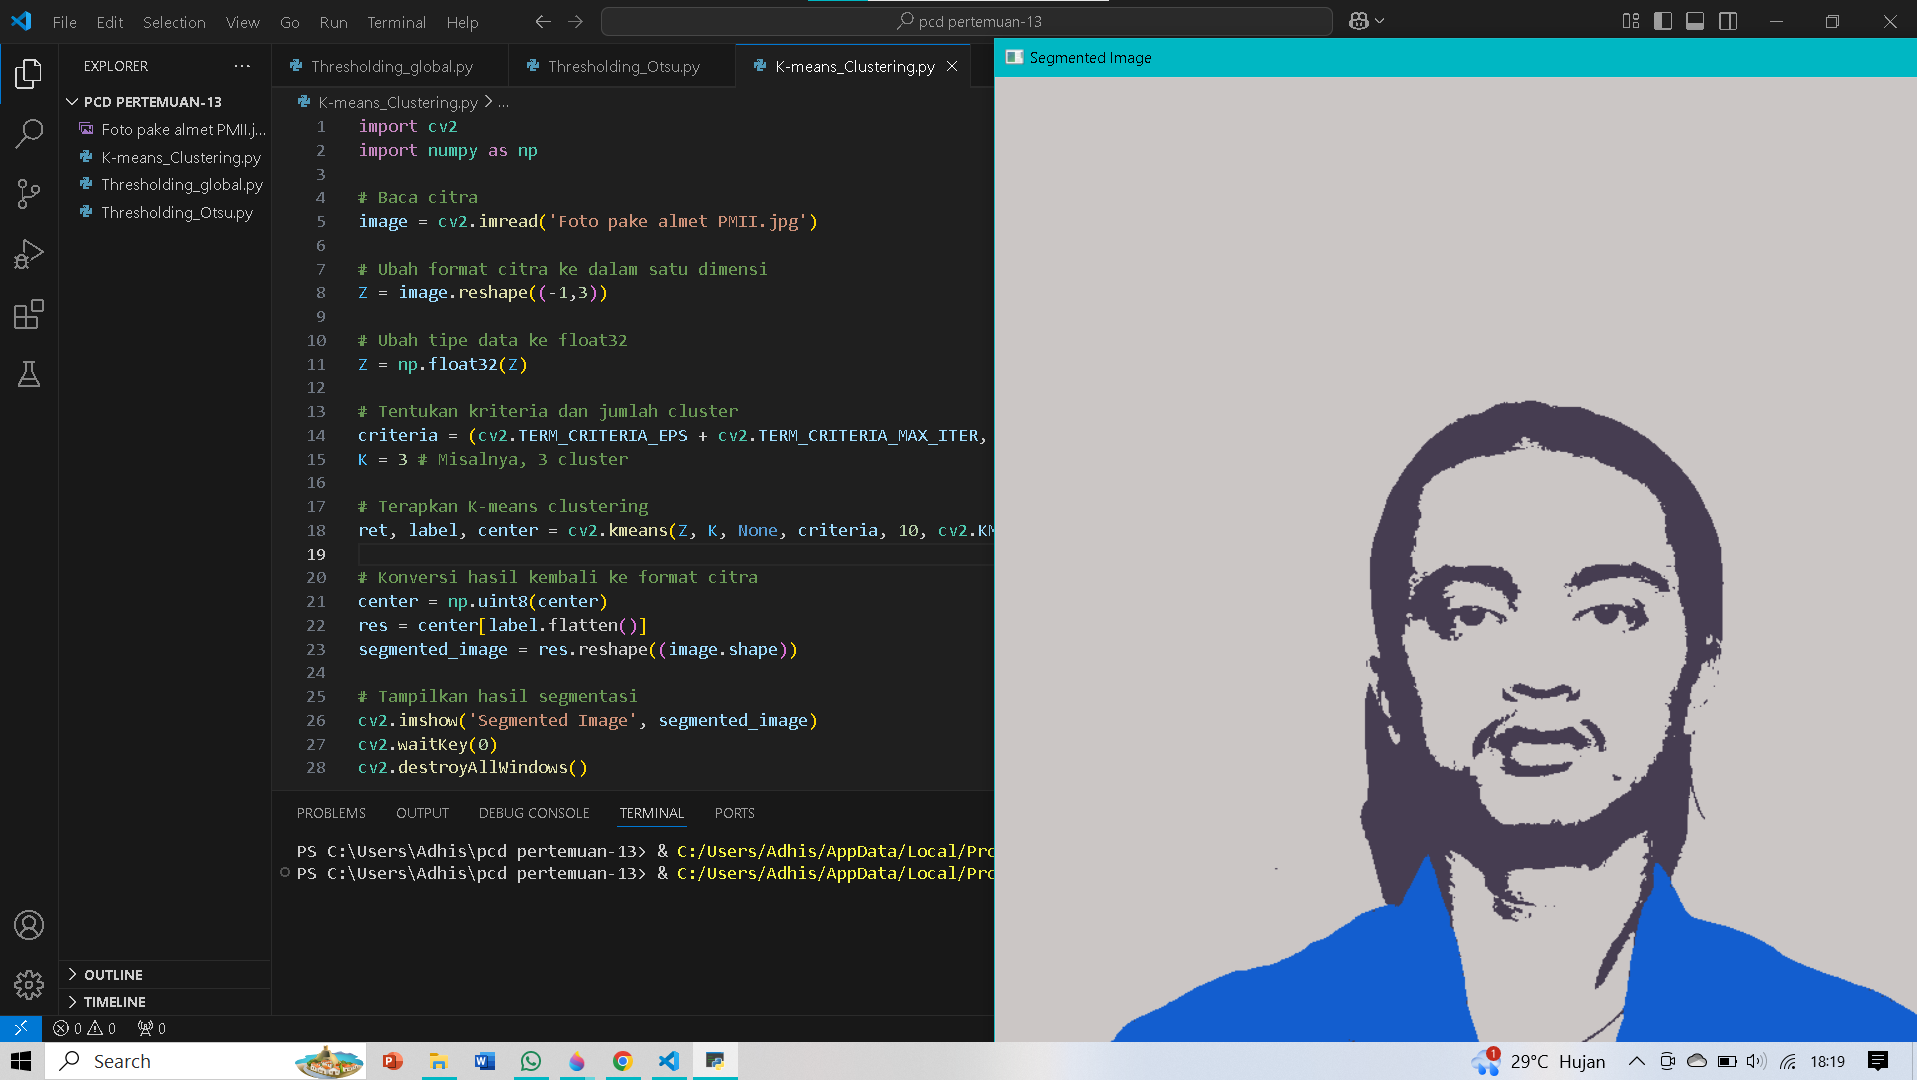 File Edit Selection View Go Run Terminal Help
pcd pertemuan-13
EXPLORER
PCD PERTEMUAN-13
Foto pake almet PMII.j...
K-means_Clustering.py
Thresholding_global.py
Thresholding_Otsu.py
OUTLINE
TIMELINE
Thresholding_global.py Thresholding_Otsu.py K-means_Clustering.py
K-means_Clustering.py > ...
1 import cv2
2 import numpy as np
3
4 # Baca citra
5 image = cv2.imread('Foto pake almet PMII.jpg')
6
7 # Ubah format citra ke dalam satu dimensi
8 Z = image.reshape((-1,3))
9
10 # Ubah tipe data ke float32
11 Z = np.float32(Z)
12
13 # Tentukan kriteria dan jumlah cluster
14 criteria = (cv2.TERM_CRITERIA_EPS + cv2.TERM_CRITERIA_MAX_ITER,
15 K = 3 # Misalnya, 3 cluster
16
17 # Terapkan K-means clustering
18 ret, label, center = cv2.kmeans(Z, K, None, criteria, 10, cv2.KM
19
20 # Konversi hasil kembali ke format citra
21 center = np.uint8(center)
22 res = center[label.flatten()]
23 segmented_image = res.reshape((image.shape))
24
25 # Tampilkan hasil segmentasi
26 cv2.imshow('Segmented Image', segmented_image)
27 cv2.waitKey(0)
28 cv2.destroyAllWindows()
PROBLEMS OUTPUT DEBUG CONSOLE TERMINAL PORTS
PS C:\Users\Adhis\pcd pertemuan-13> & C:/Users/Adhis/AppData/Local/Pro
PS C:\Users\Adhis\pcd pertemuan-13> & C:/Users/Adhis/AppData/Local/Pro
Segmented Image
0 0 0
Search
1 29°C Hujan 18:19